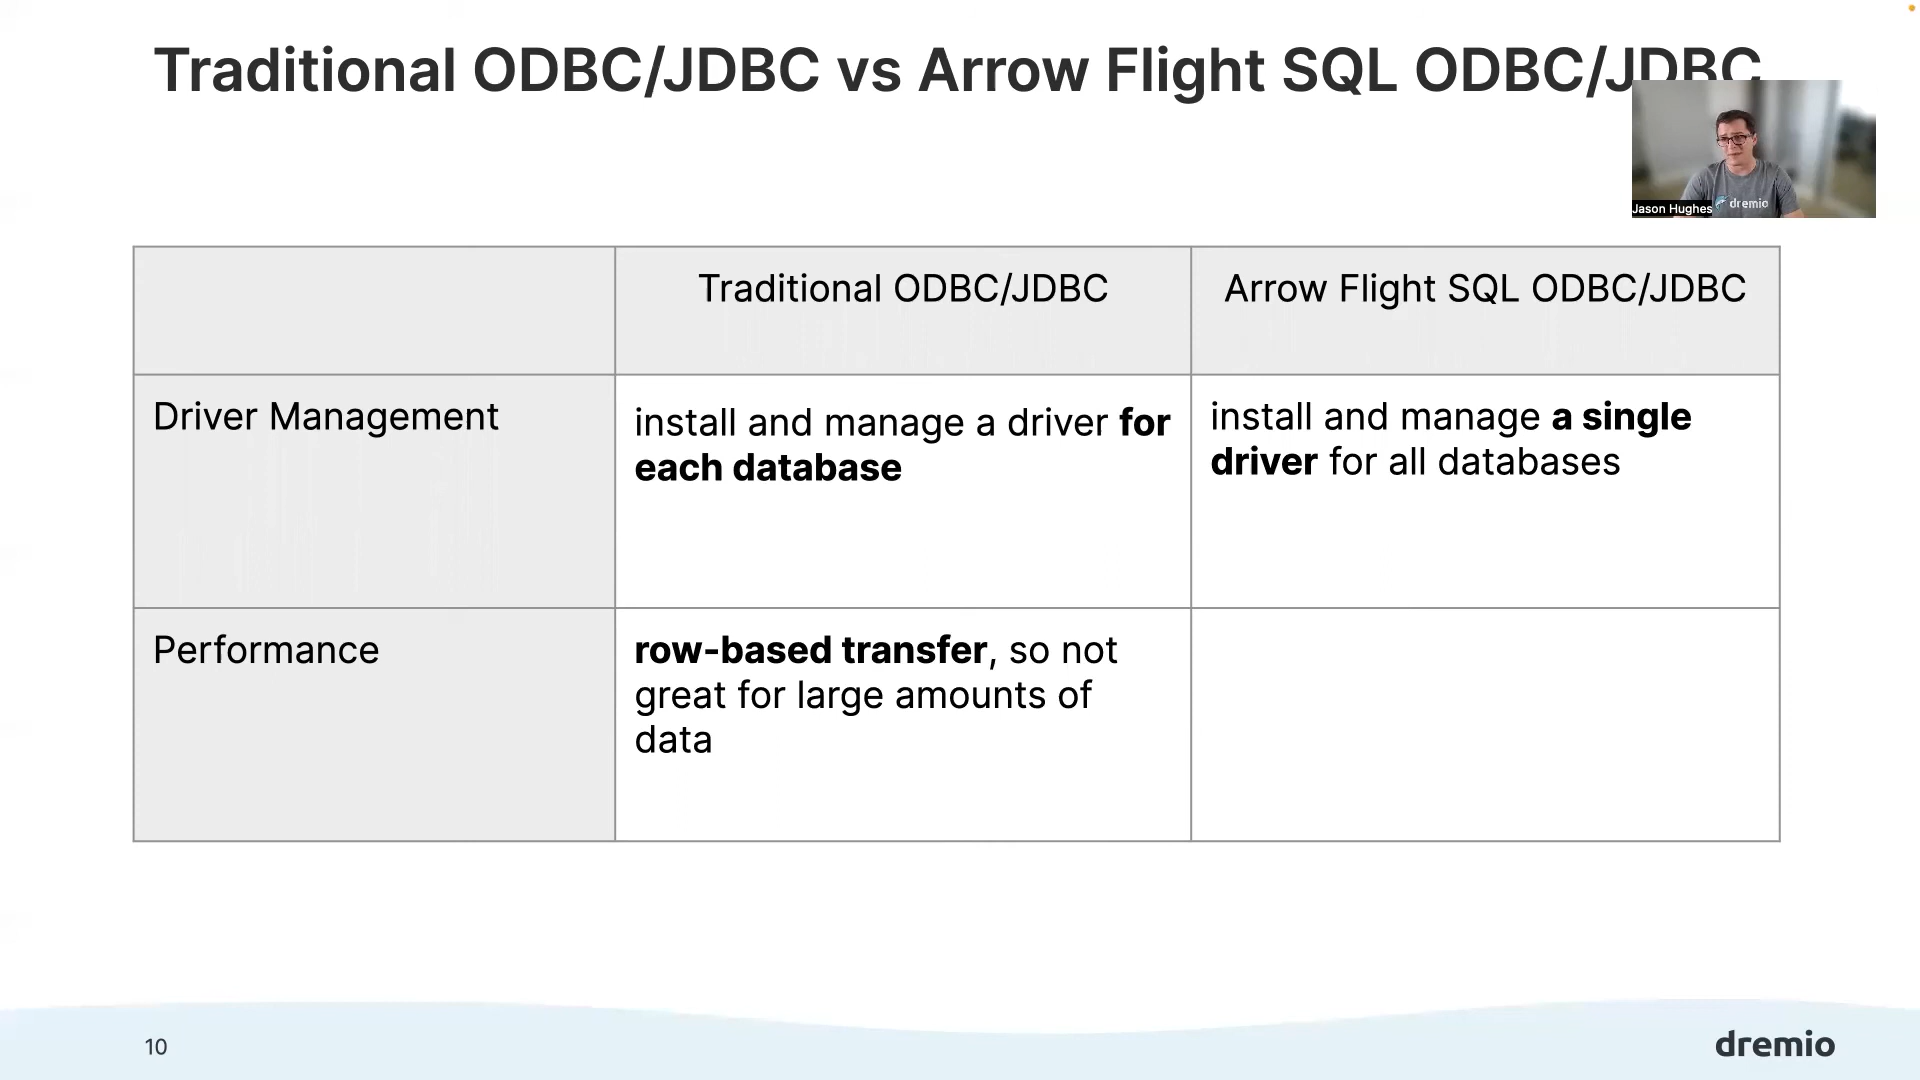 Traditional ODBC/JDBC vs Arrow Flight SQL ODBC/JDBC
dremio
Jason Hughes
Traditional ODBC/JDBC
Arrow Flight SQL ODBC/JDBC
Driver Management
install and manage a driver for
each database
install and manage a single
driver for all databases
Performance
row-based transfer, so not
great for large amounts of
data
10
dremio